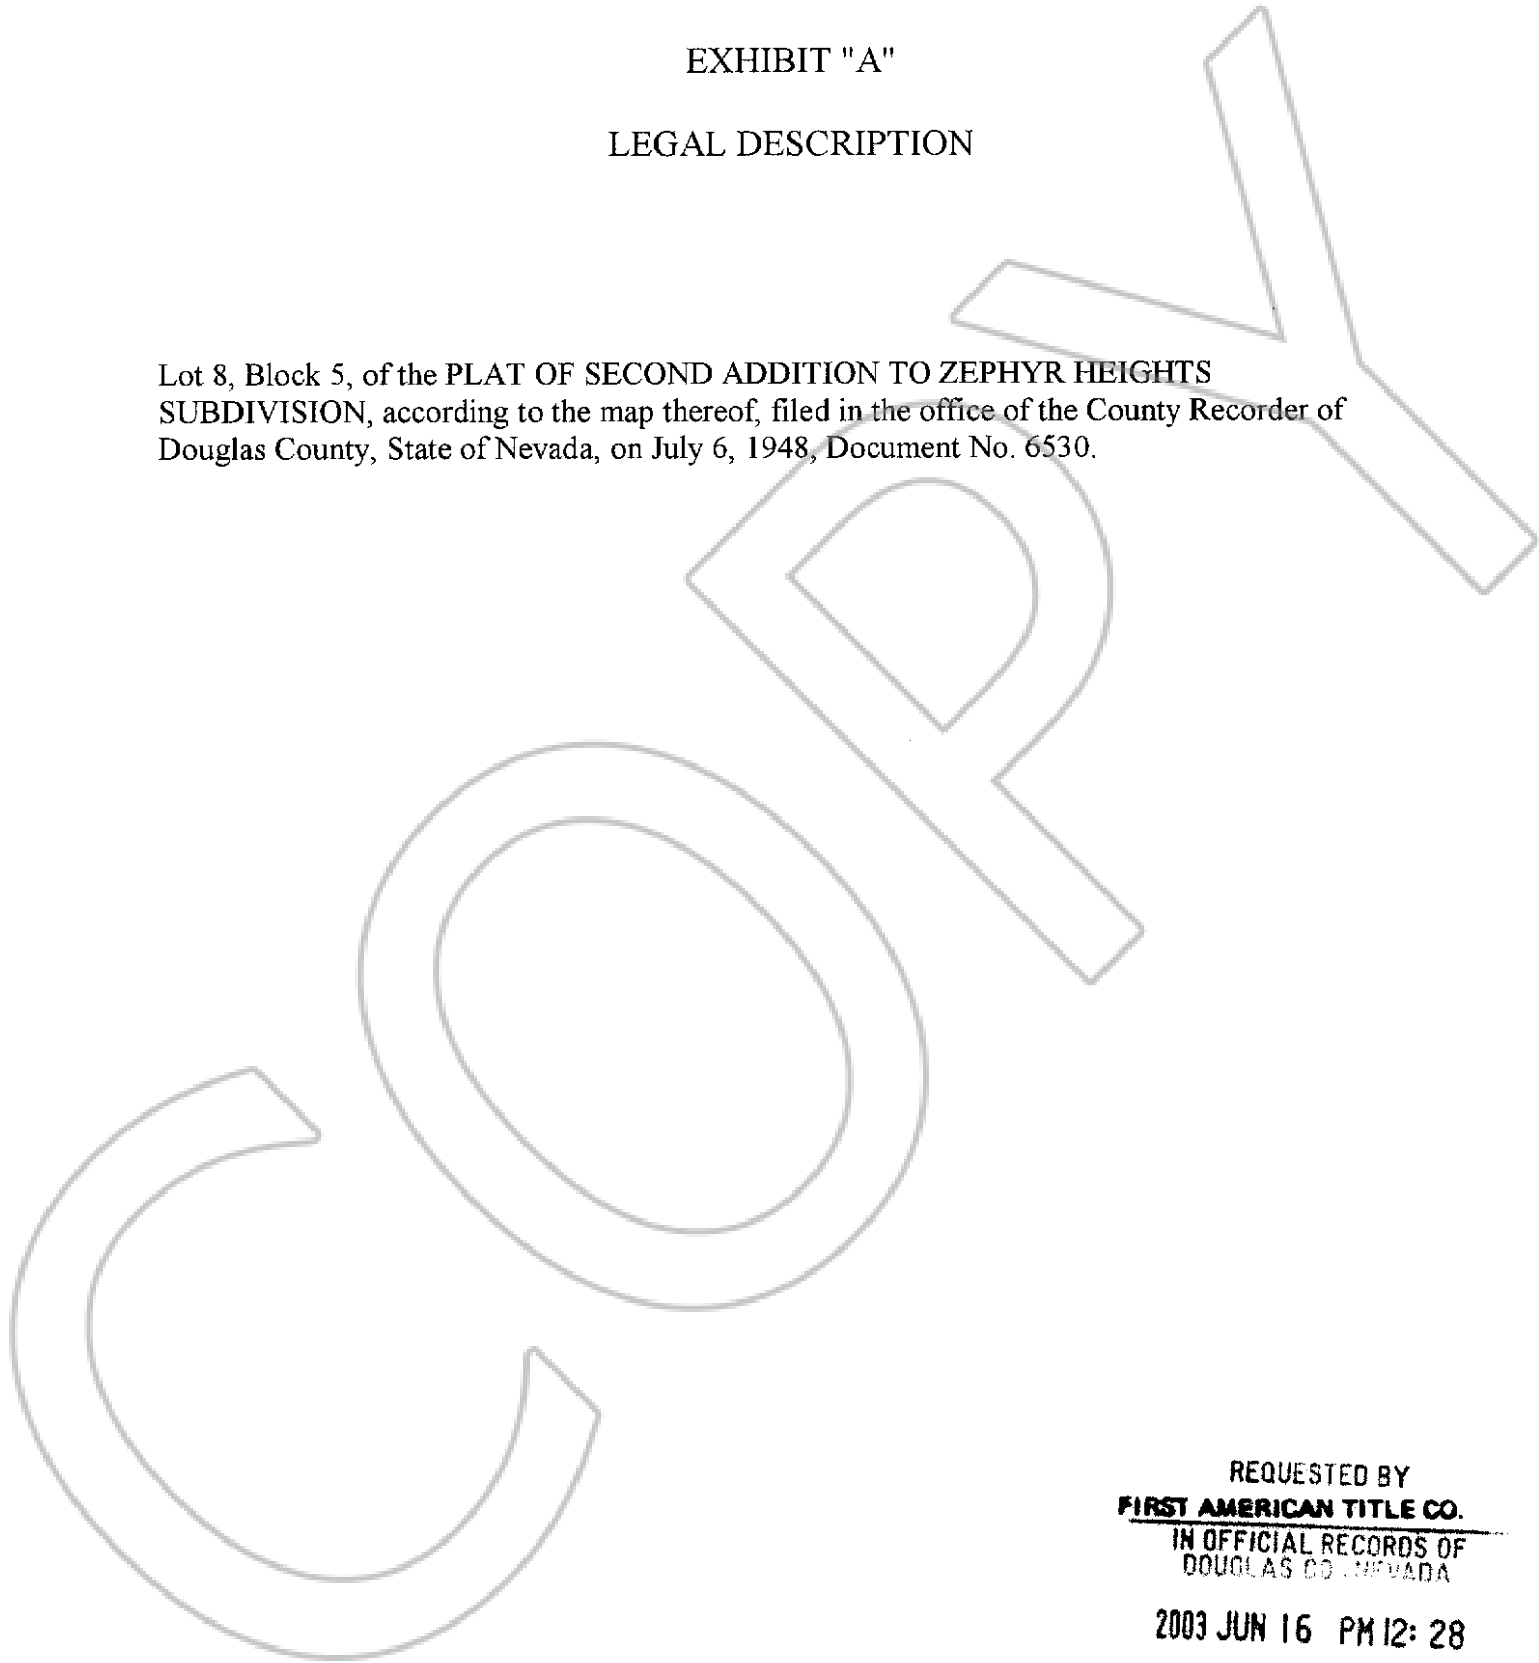 EXHIBIT "A"
LEGAL DESCRIPTION
Lot 8, Block 5, of the PLAT OF SECOND ADDITION TO ZEPHYR HEIGHTS
SUBDIVISION, according to the map thereof, filed in the office of the County Recorder of
Douglas County, State of Nevada, on July 6, 1948, Document No. 6530.
COPY
REQUESTED BY
FIRST AMERICAN TITLE CO.
IN OFFICIAL RECORDS OF
DOUGLAS CO., NEVADA
2003 JUN 16 PM 12: 28